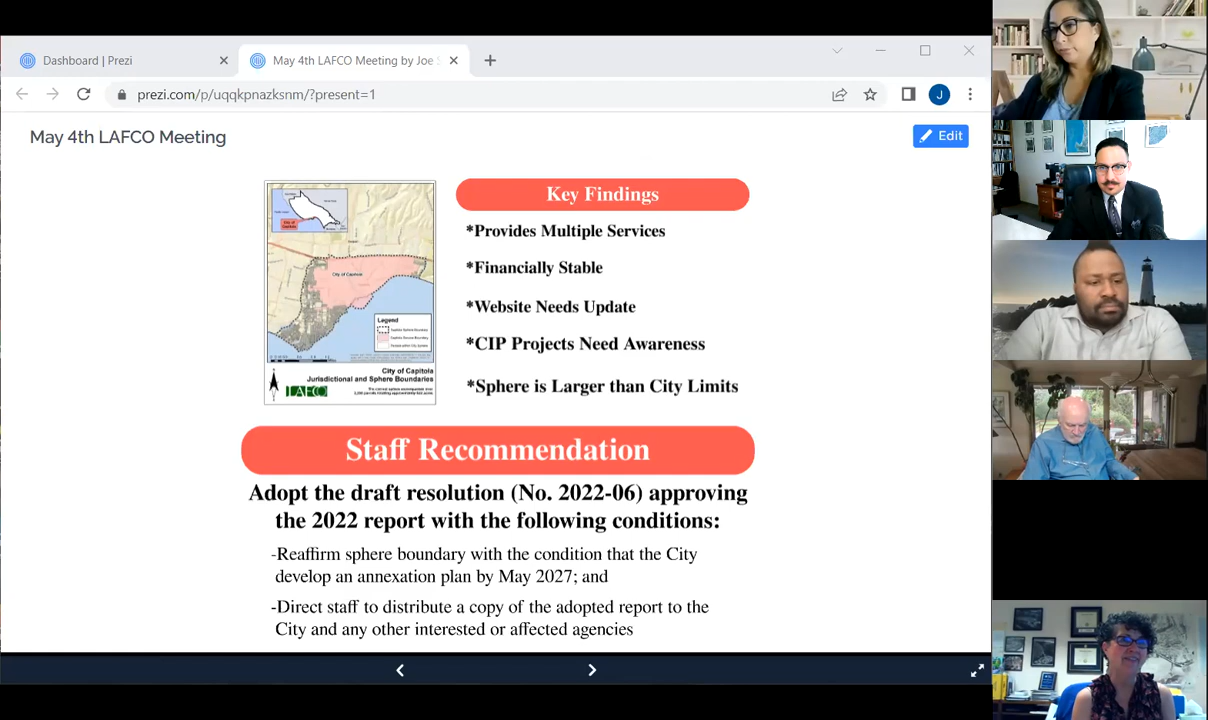 Dashboard | Prezi
May 4th LAFCO Meeting by Joe
prezi.com/p/uqqkpnazksnm/?present=1
J
May 4th LAFCO Meeting
Edit
City of Capitola
Legend
City of Capitola
Jurisdictional and Sphere Boundaries
LAFCO
Key Findings
*Provides Multiple Services
*Financially Stable
*Website Needs Update
*CIP Projects Need Awareness
*Sphere is Larger than City Limits
Staff Recommendation
Adopt the draft resolution (No. 2022-06) approving
the 2022 report with the following conditions:
-Reaffirm sphere boundary with the condition that the City
develop an annexation plan by May 2027; and
-Direct staff to distribute a copy of the adopted report to the
City and any other interested or affected agencies